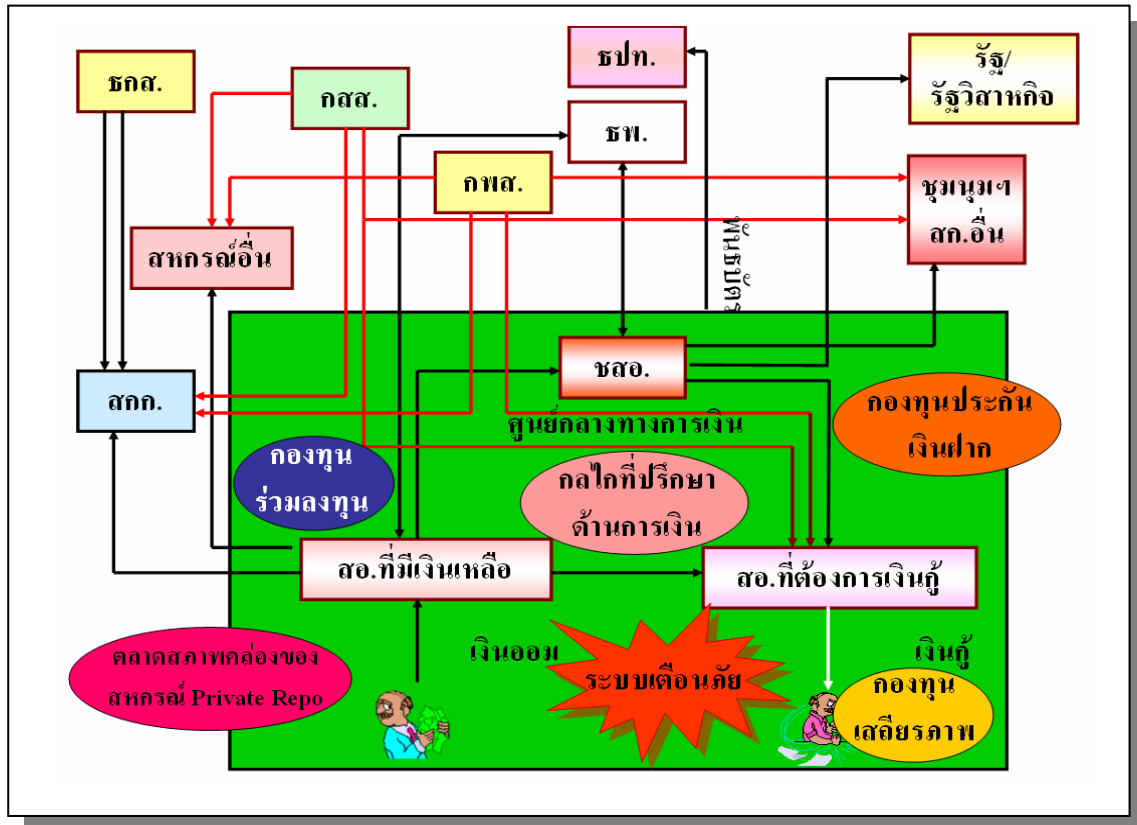 ธปท.
รัฐ/
รัฐวิสาหกิจ
ธกส.
กสส.
ธพ.
กพส.
ชุมนุมฯ
สก.อื่น
สหกรณ์อื่น
พันธบัตร
ชสอ.
สกก.
ศูนย์กลางทางการเงิน
กองทุนประกัน
เงินฝาก
กองทุน
ร่วมลงทุน
กลไกที่ปรึกษา
ด้านการเงิน
สอ.ที่มีเงินเหลือ
สอ.ที่ต้องการเงินกู้
ตลาดสภาพคล่องของ
สหกรณ์ Private Repo
เงินออม
ระบบเตือนภัย
เงินกู้
กองทุน
เสถียรภาพ